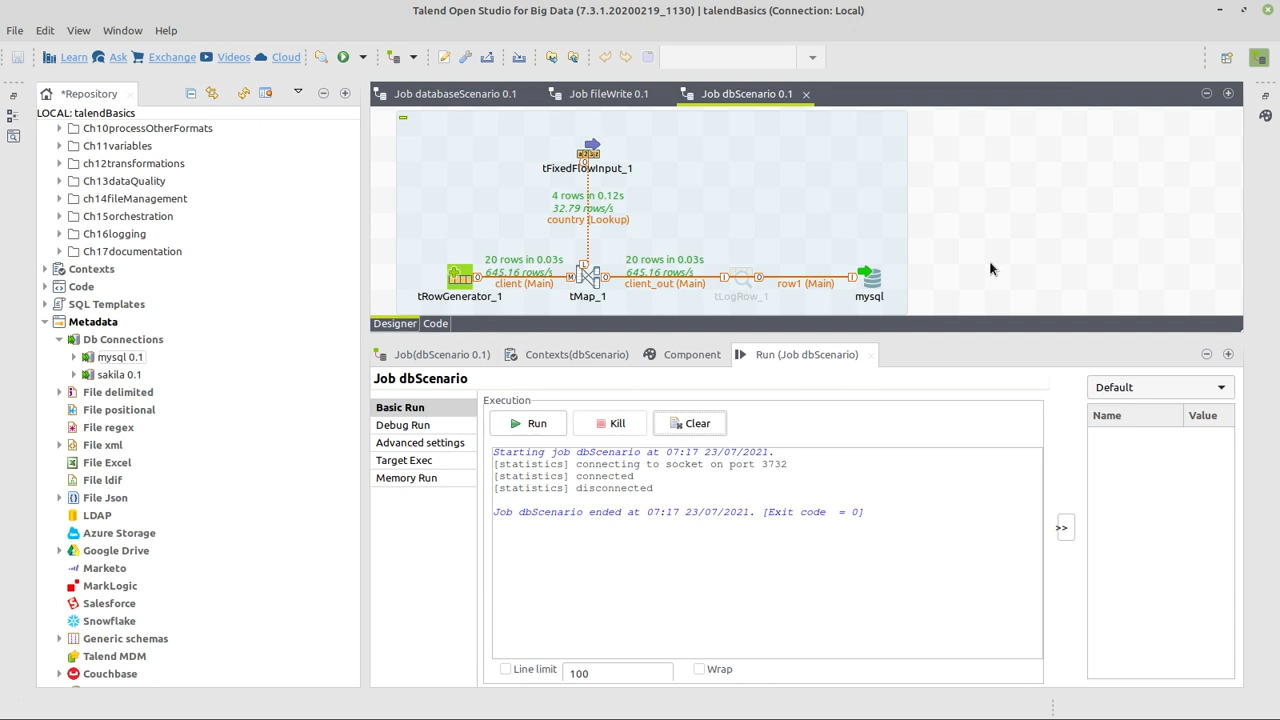 Talend Open Studio for Big Data (7.3.1.20200219_1130) | talendBasics (Connection: Local)
File Edit View Window Help
Learn Ask Exchange Videos Cloud
*Repository
LOCAL: talendBasics
Ch10processOtherFormats
Ch11variables
ch12transformations
Ch13dataQuality
ch14fileManagement
Ch15orchestration
Ch16logging
Ch17documentation
Contexts
Code
SQL Templates
Metadata
Db Connections
mysql 0.1
sakila 0.1
File delimited
File positional
File regex
File xml
File Excel
File ldif
File Json
LDAP
Azure Storage
Google Drive
Marketo
MarkLogic
Salesforce
Snowflake
Generic schemas
Talend MDM
Couchbase
Job databaseScenario 0.1 Job fileWrite 0.1 Job dbScenario 0.1
tFixedFlowInput_1
4 rows in 0.12s
32.79 rows/s
country (Lookup)
20 rows in 0.03s 20 rows in 0.03s
645.16 rows/s 645.16 rows/s
client (Main) client_out (Main) row1 (Main)
tRowGenerator_1 tMap_1 tLogRow_1 mysql
Designer Code
Job(dbScenario 0.1) Contexts(dbScenario) Component Run (Job dbScenario)
Job dbScenario
Basic Run
Debug Run
Advanced settings
Target Exec
Memory Run
Execution
Run Kill Clear
Starting job dbScenario at 07:17 23/07/2021.
[statistics] connecting to socket on port 3732
[statistics] connected
[statistics] disconnected
Job dbScenario ended at 07:17 23/07/2021. [Exit code = 0]
Line limit 100 Wrap
>>
Default
Name Value